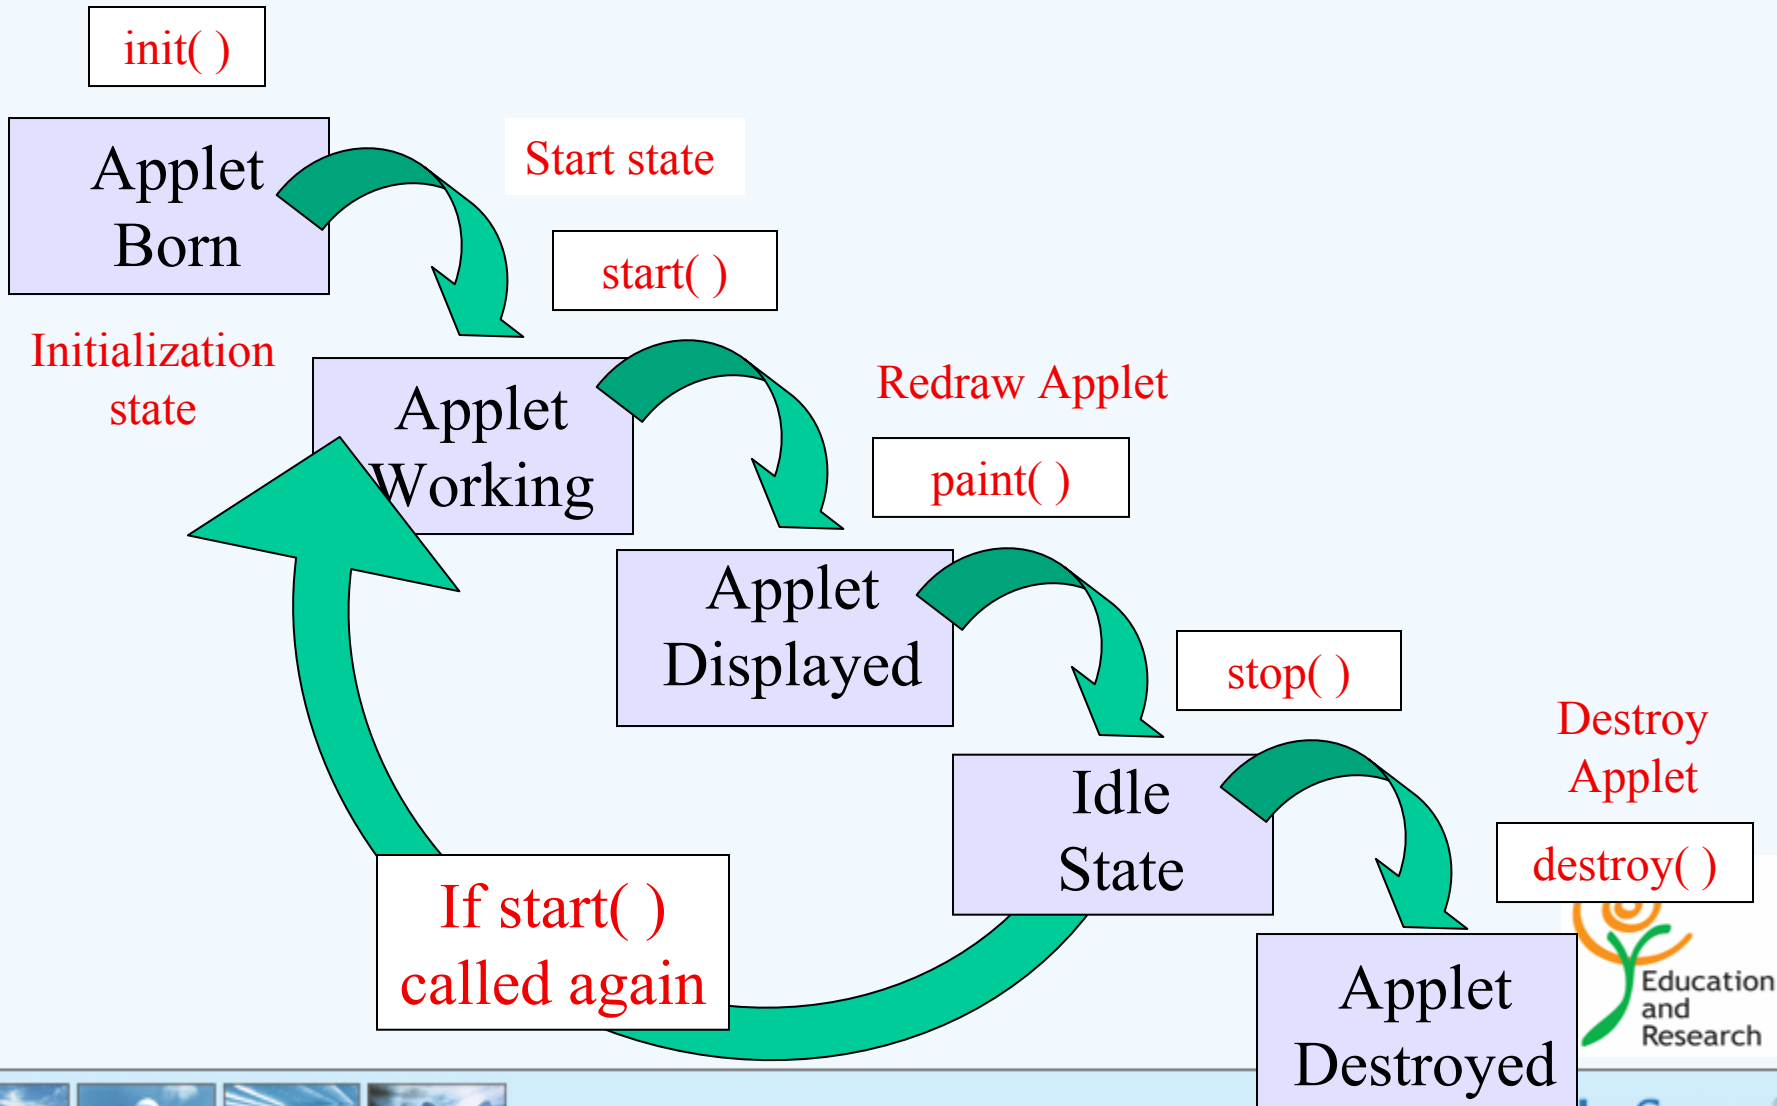 init( )
Applet
Born
Initialization
state
Start state
start( )
Applet
Working
Redraw Applet
paint( )
Applet
Displayed
stop( )
Idle
State
Destroy
Applet
destroy( )
Applet
Destroyed
If start( )
called again
Education
and
Research